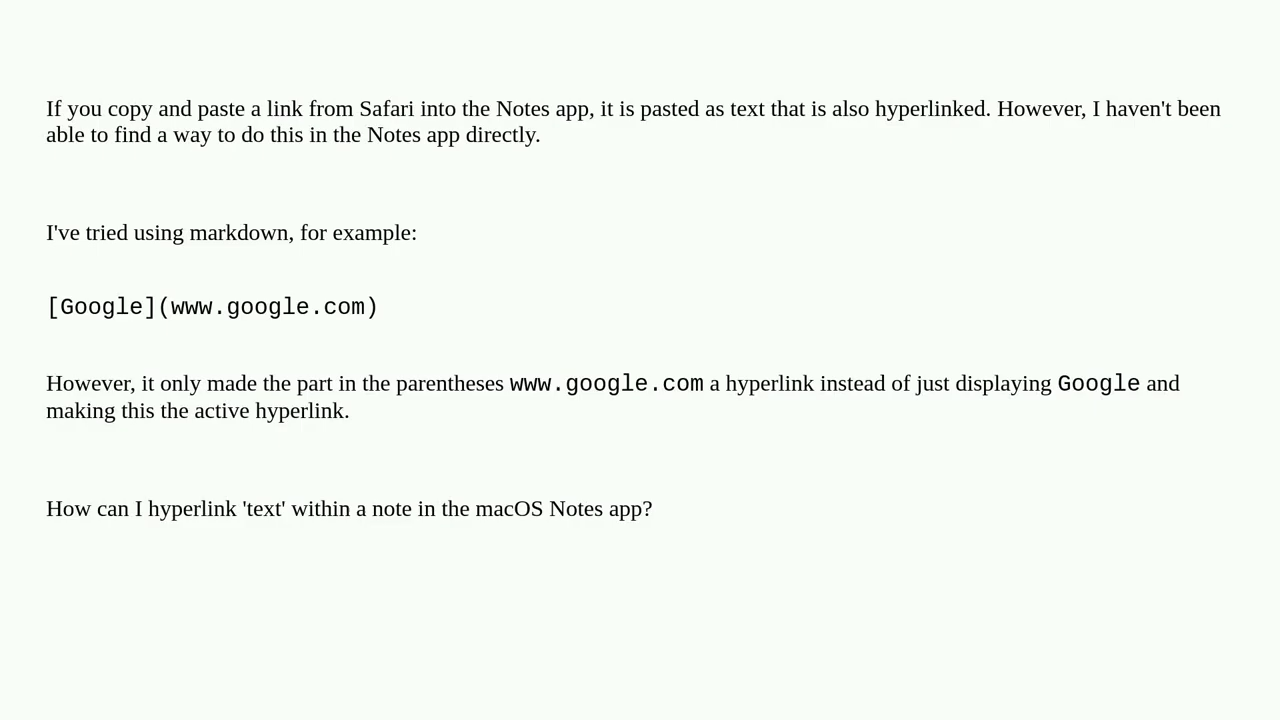 If you copy and paste a link from Safari into the Notes app, it is pasted as text that is also hyperlinked. However, I haven't been
able to find a way to do this in the Notes app directly.
I've tried using markdown, for example:
[Google](www.google.com)
However, it only made the part in the parentheses www.google.com a hyperlink instead of just displaying Google and
making this the active hyperlink.
How can I hyperlink 'text' within a note in the macOS Notes app?